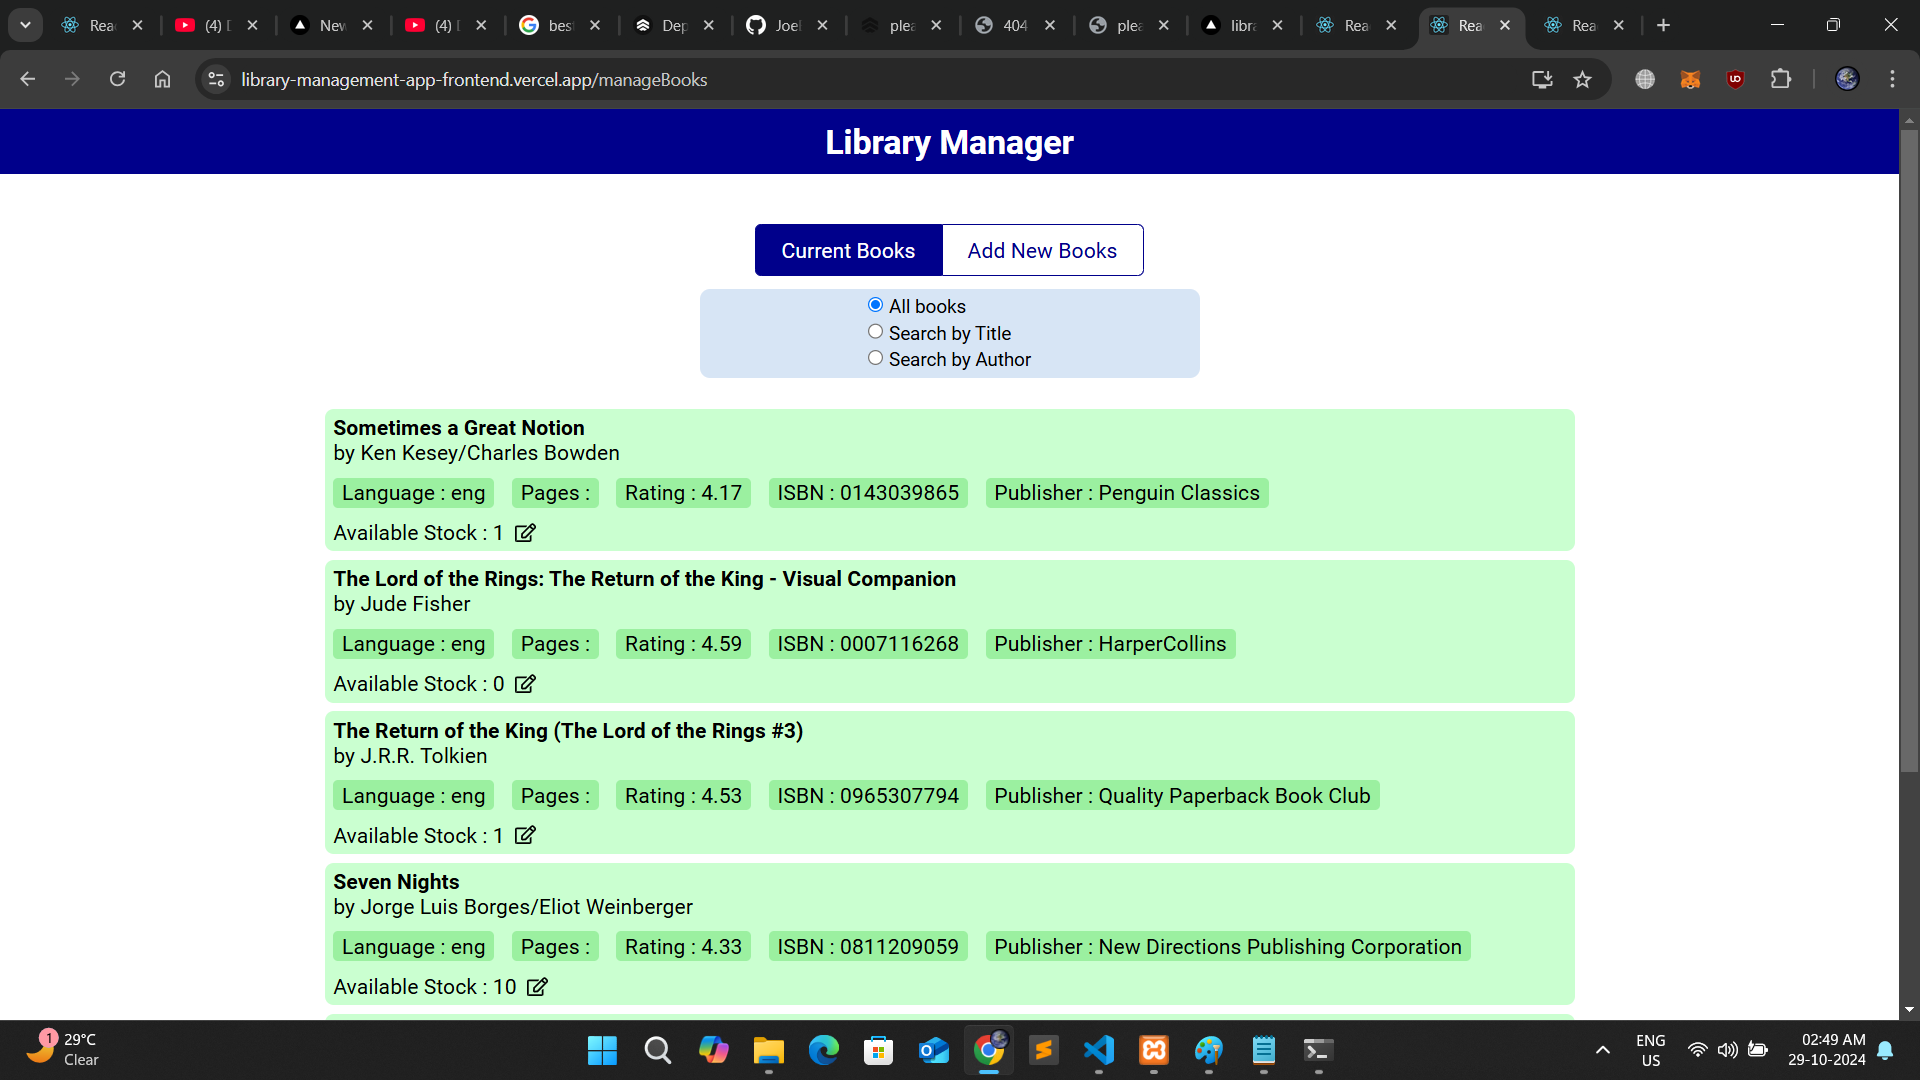 Rea
(4) [
New
(4) [
bes
Dep
Joel
plea
404
plea
libra
Rea
Rea
Rea
library-management-app-frontend.vercel.app/manageBooks
Library Manager
Current Books
Add New Books
All books
Search by Title
Search by Author
Sometimes a Great Notion
by Ken Kesey/Charles Bowden
Language : eng Pages : Rating : 4.17 ISBN : 0143039865 Publisher : Penguin Classics
Available Stock : 1
The Lord of the Rings: The Return of the King - Visual Companion
by Jude Fisher
Language : eng Pages : Rating : 4.59 ISBN : 0007116268 Publisher : HarperCollins
Available Stock : 0
The Return of the King (The Lord of the Rings #3)
by J.R.R. Tolkien
Language : eng Pages : Rating : 4.53 ISBN : 0965307794 Publisher : Quality Paperback Book Club
Available Stock : 1
Seven Nights
by Jorge Luis Borges/Eliot Weinberger
Language : eng Pages : Rating : 4.33 ISBN : 0811209059 Publisher : New Directions Publishing Corporation
Available Stock : 10
1
29°C
Clear
ENG
US
02:49 AM
29-10-2024